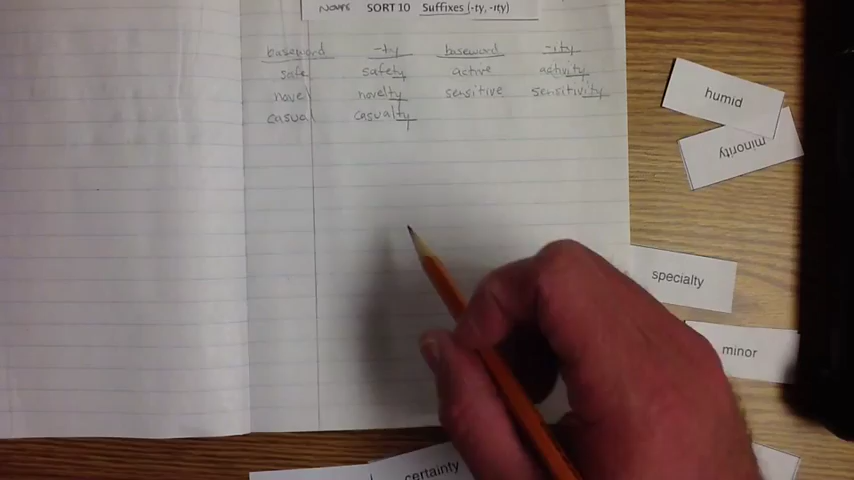 Nouns SORT 10 Suffixes (-ty, -ity)
baseword -ty baseword -ity
safe safety active activity
novel novelty sensitive sensitivity
casual casualty
humid
minority
specialty
minor
certainty